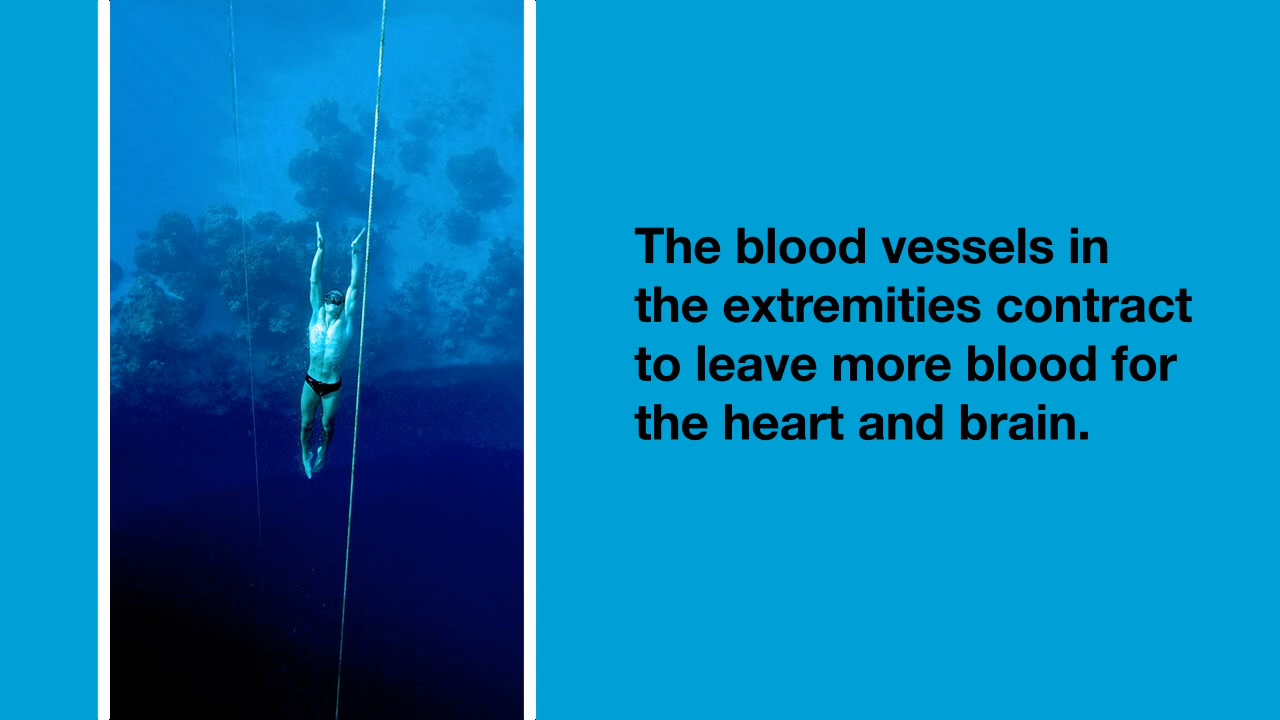 The blood vessels in
the extremities contract
to leave more blood for
the heart and brain.